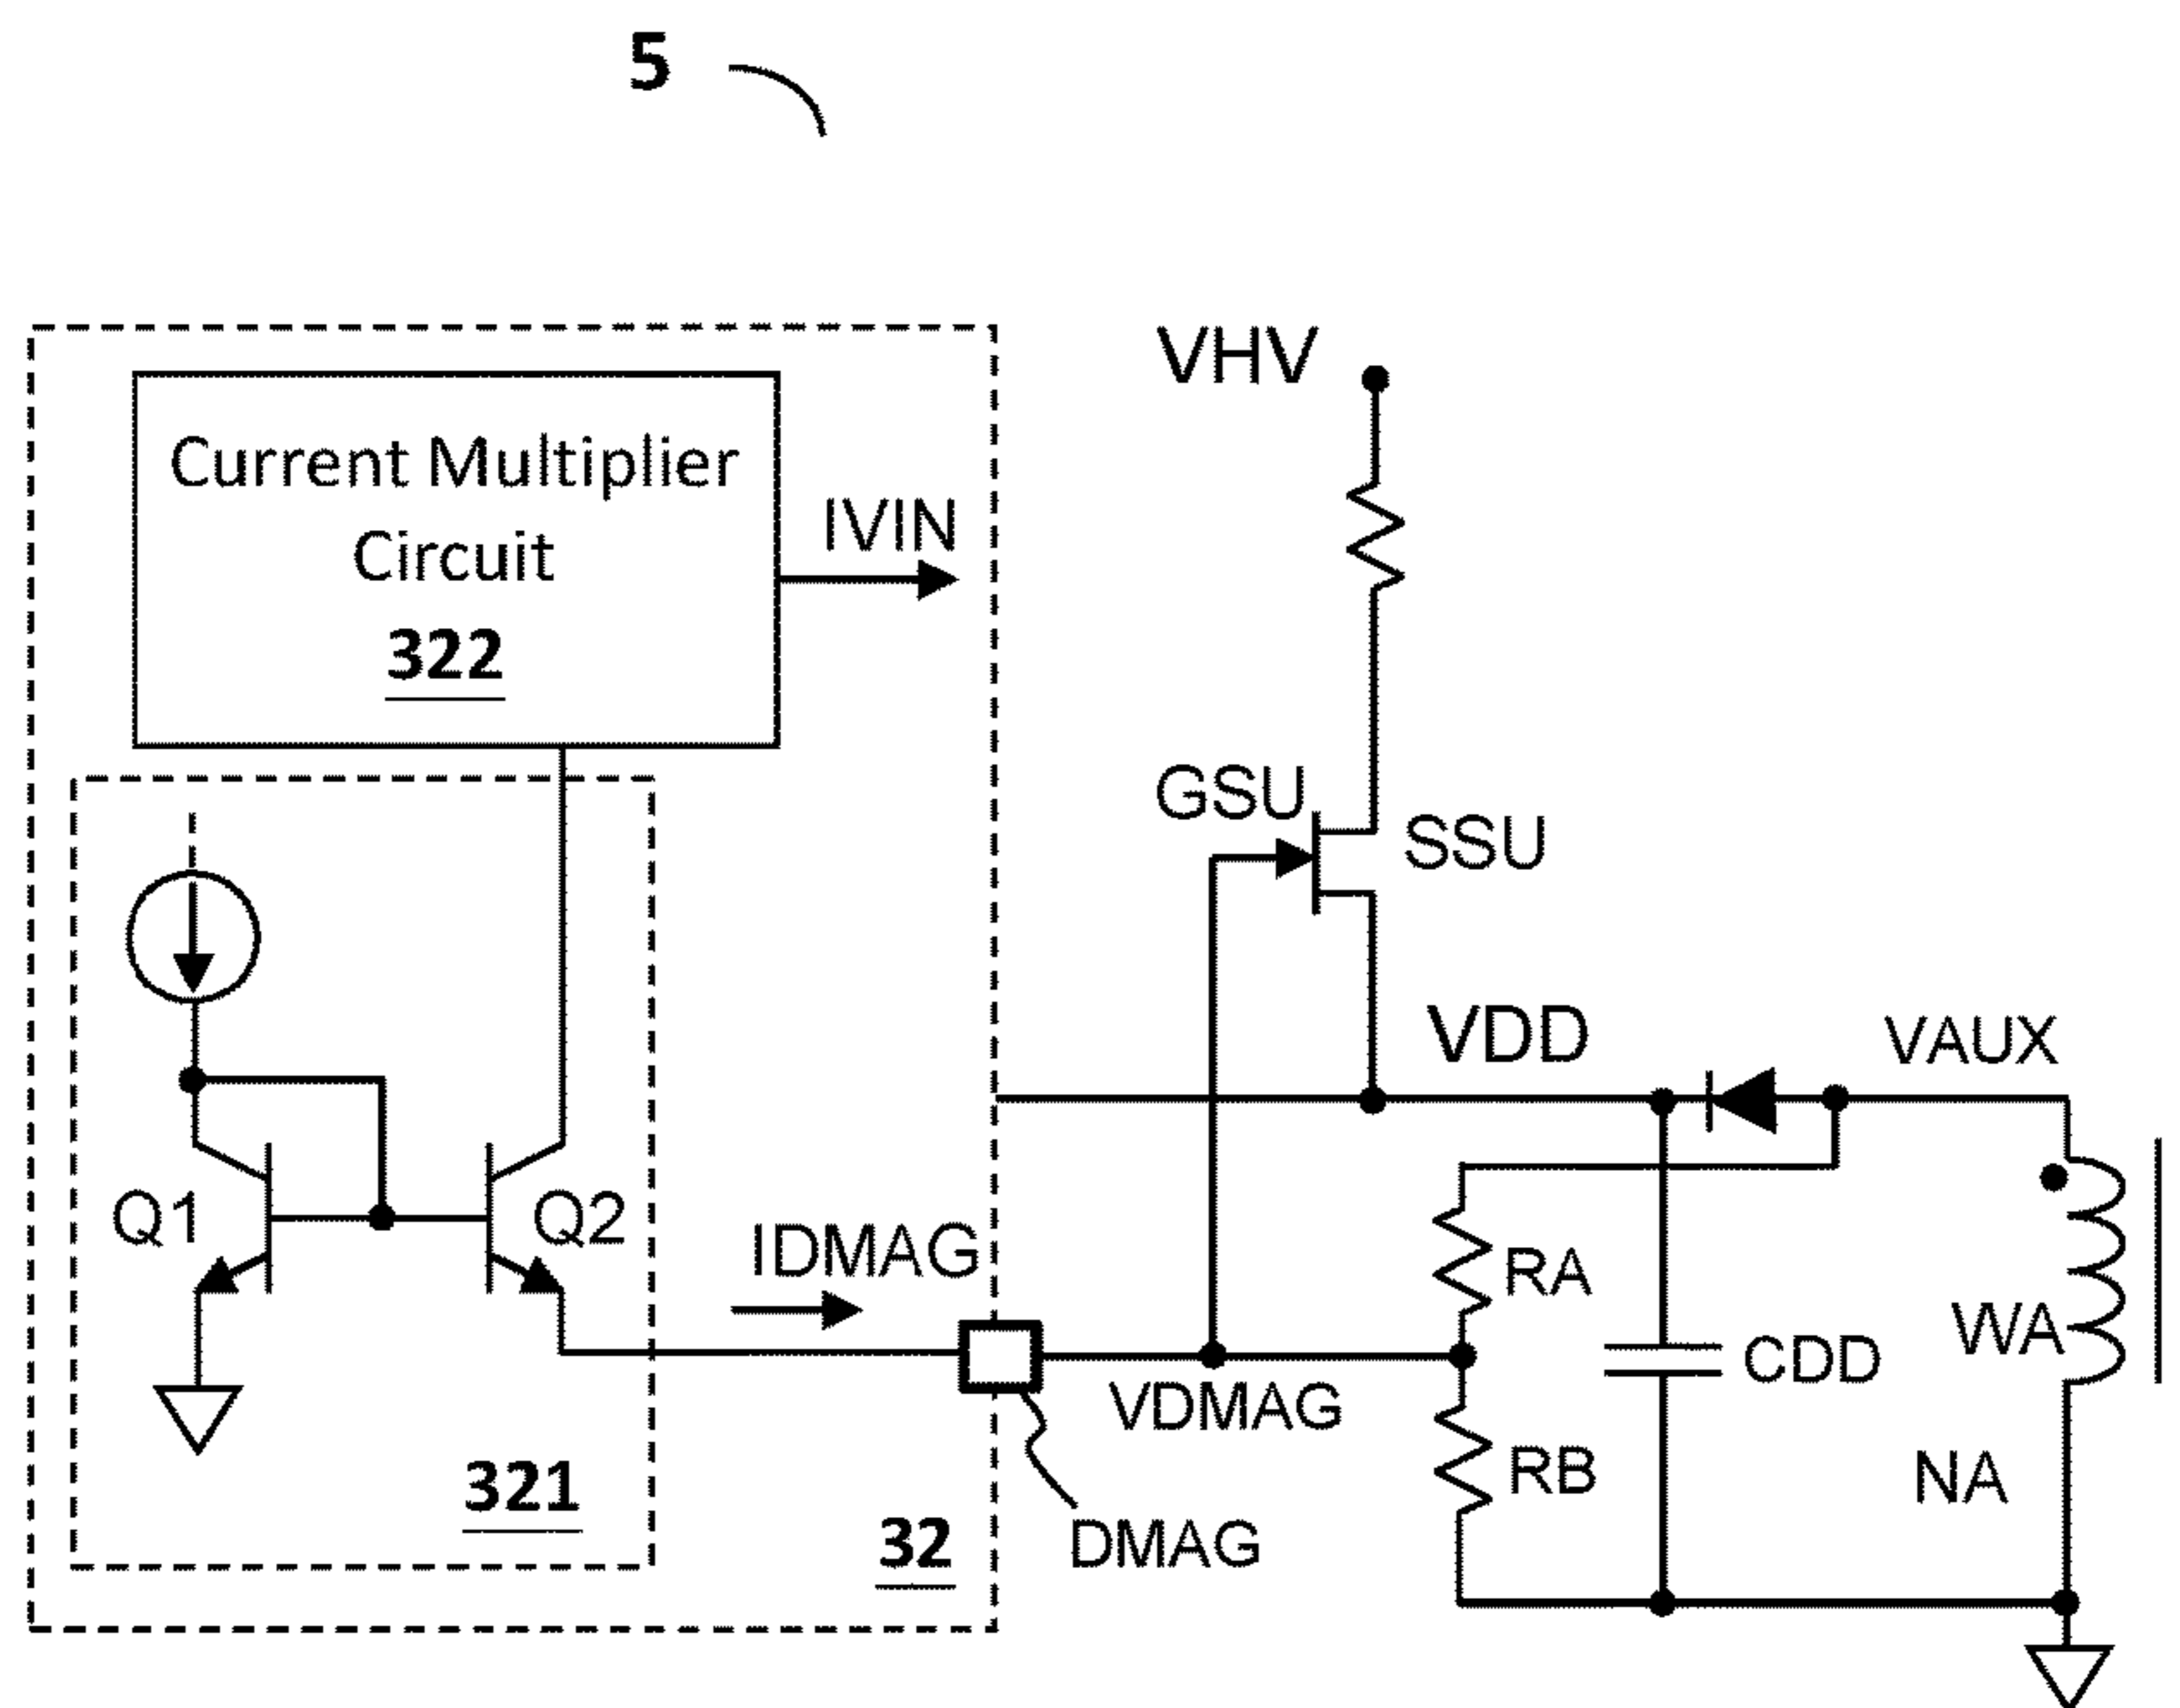 5
VHV
Current Multiplier
Circuit
322
IVIN
GSU
SSU
VDD
VAUX
Q1
Q2
IDMAG
RA
WA
CDD
VDMAG
RB
NA
321
32
DMAG